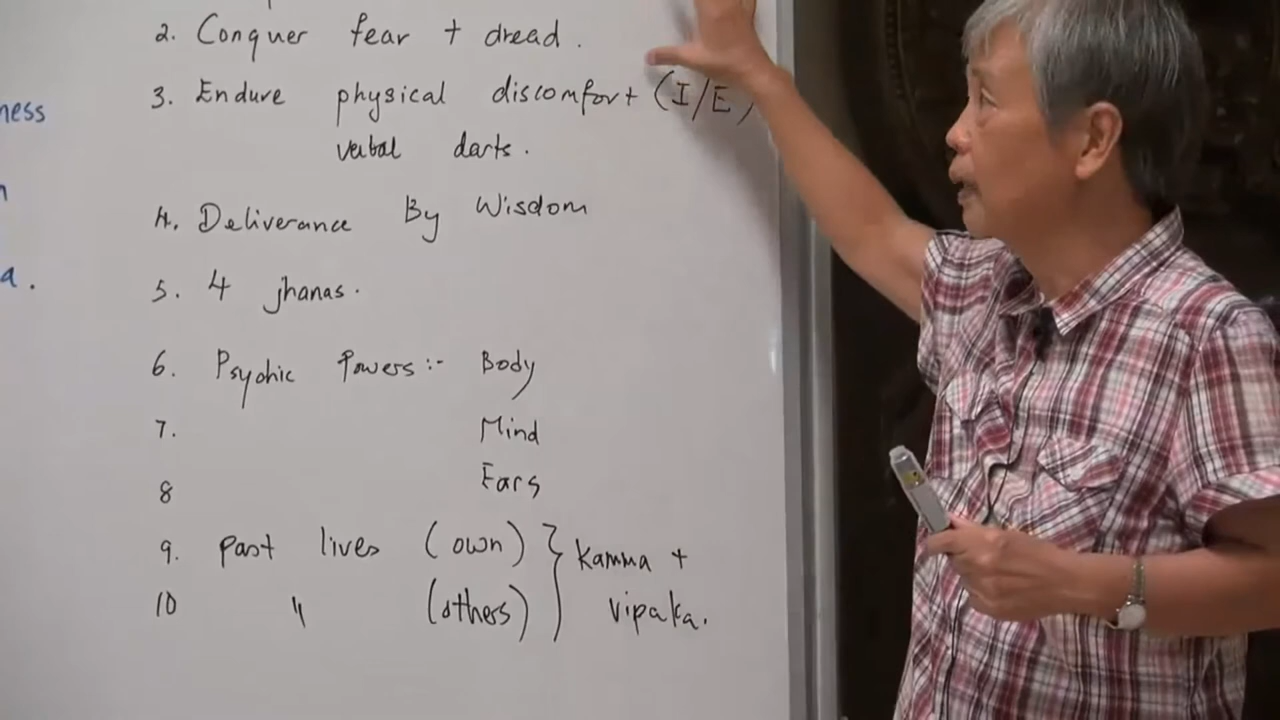 2. Conquer fear + dread.
ness
3. Endure physical discomfort (I/E)
verbal darts.
4. Deliverance By Wisdom
a.
5. 4 jhanas.
6. Psychic Powers:- Body
7. Mind
8 Ears
9. Past lives (own) } Kamma +
10 " (others) vipaka.